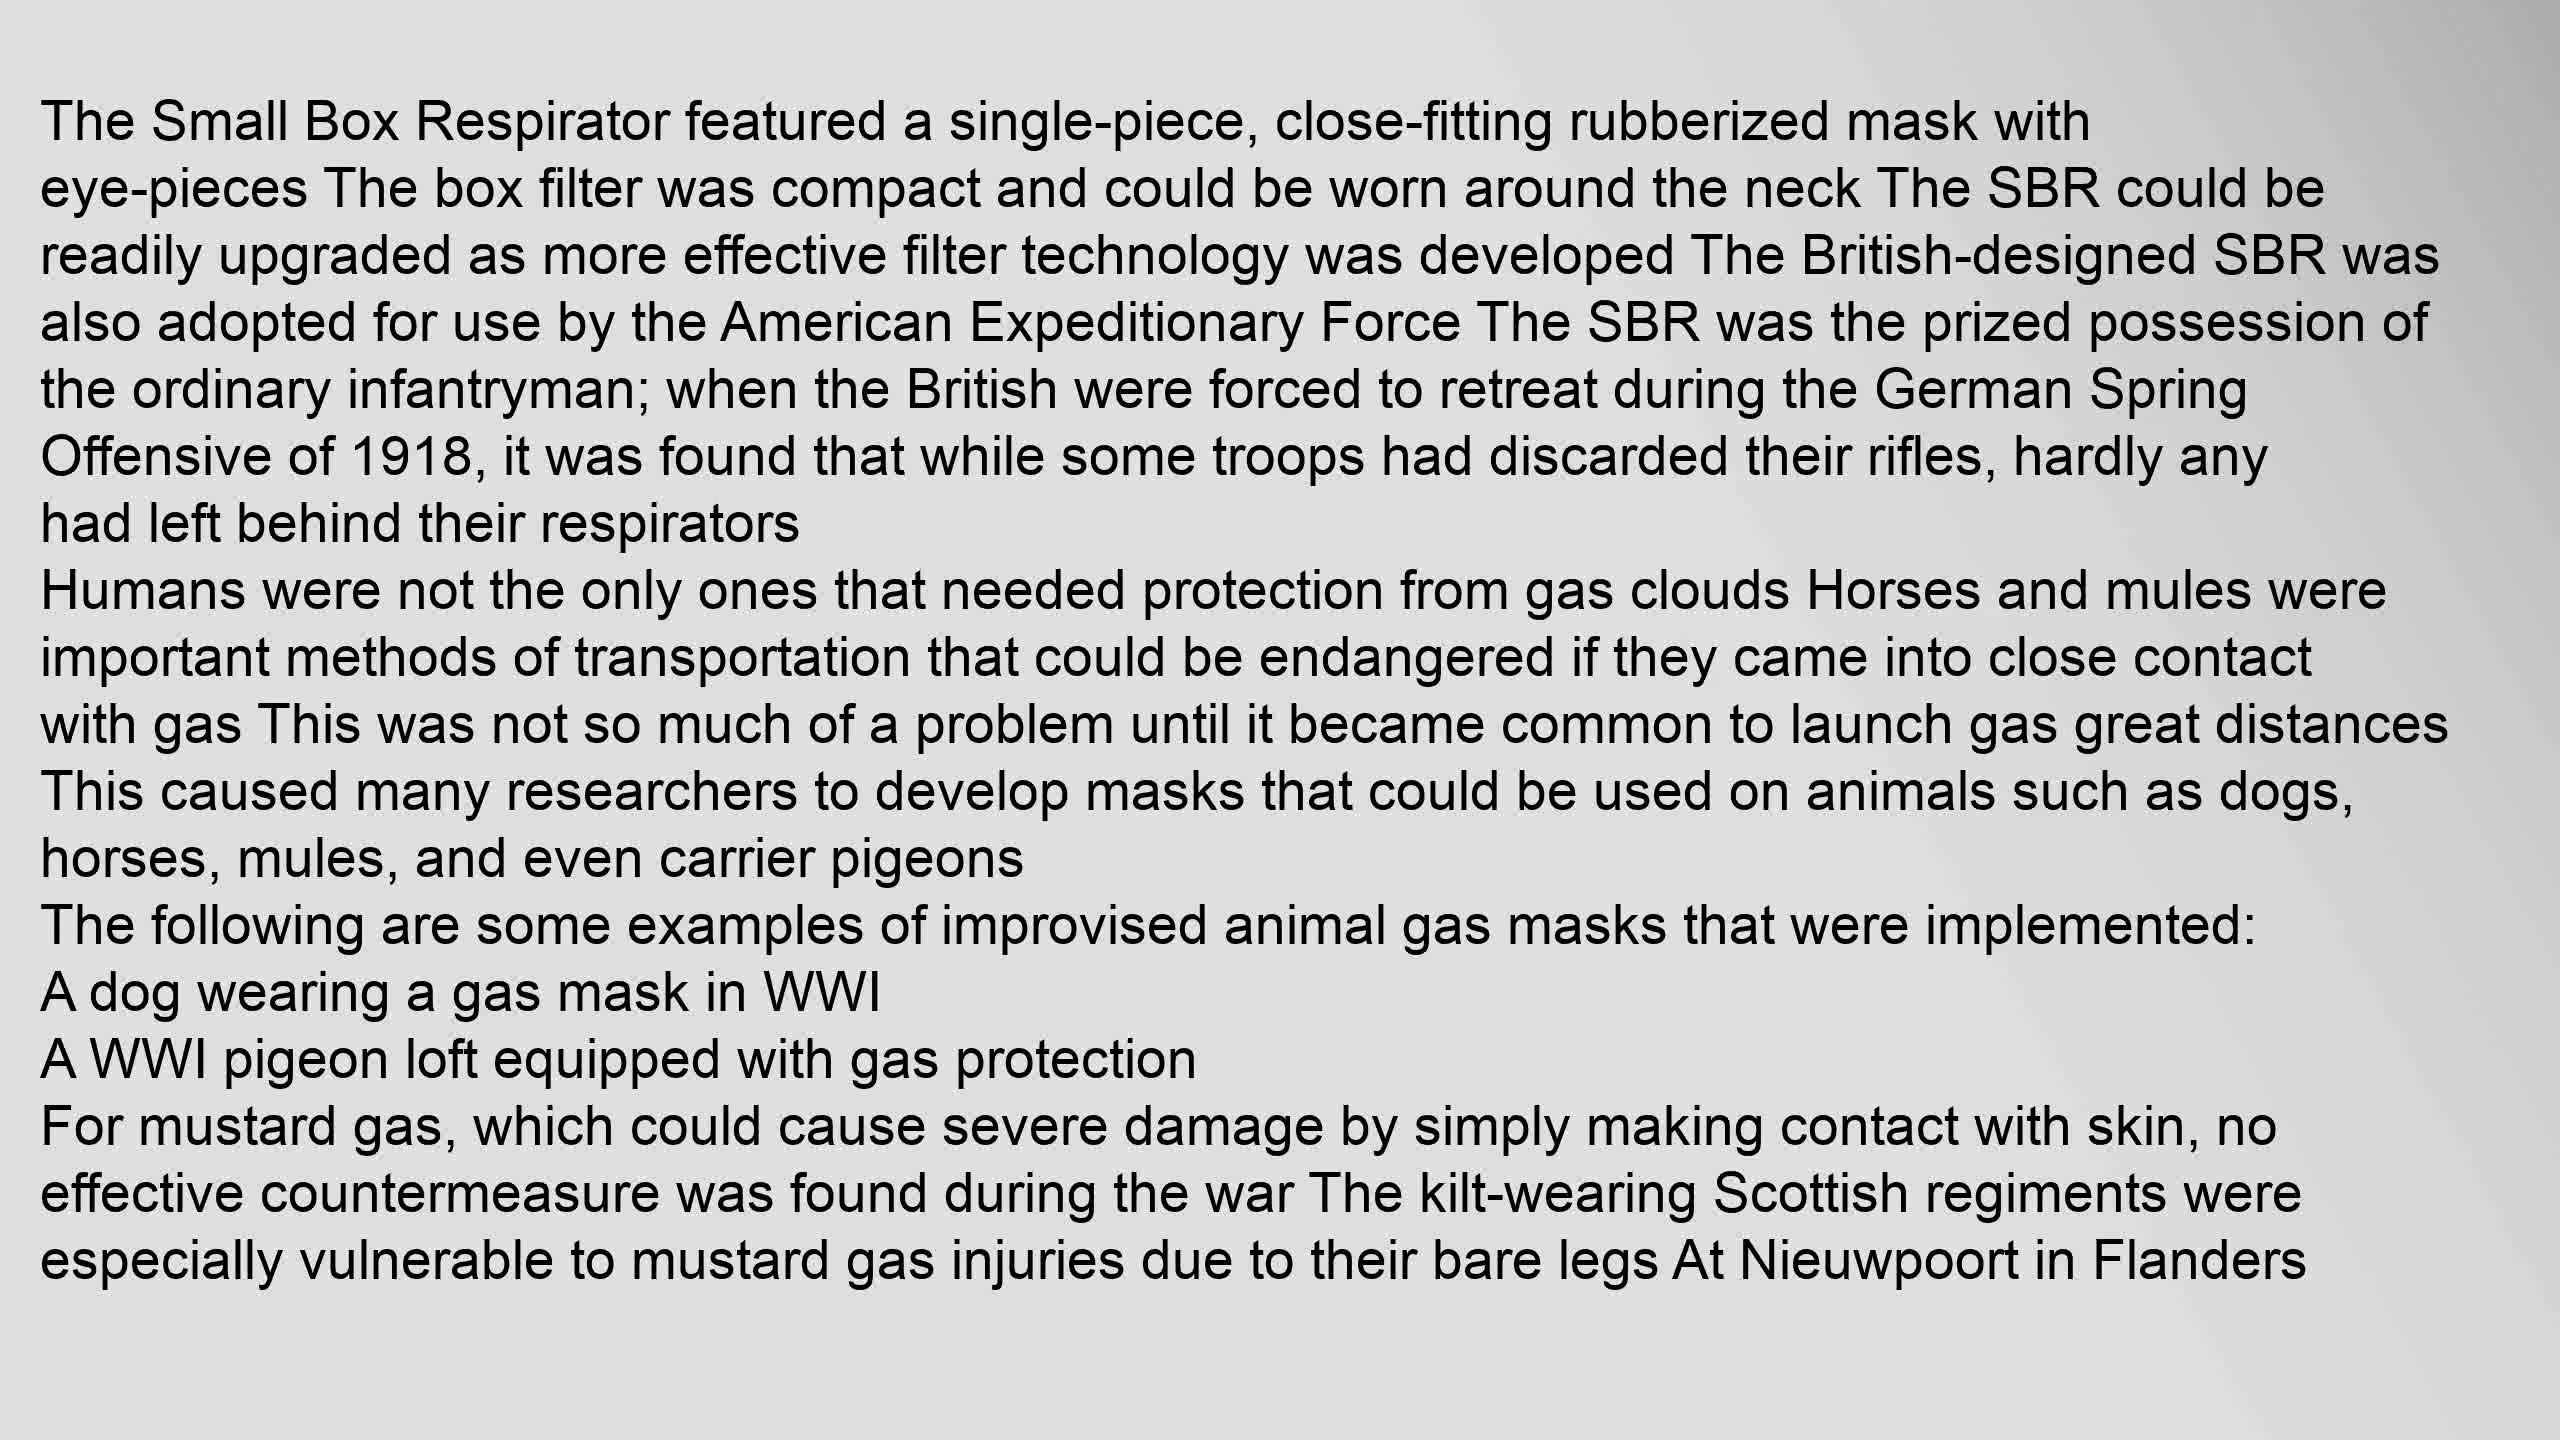 The Small Box Respirator featured a single-piece, close-fitting rubberized mask with
eye-pieces The box filter was compact and could be worn around the neck The SBR could be
readily upgraded as more effective filter technology was developed The British-designed SBR was
also adopted for use by the American Expeditionary Force The SBR was the prized possession of
the ordinary infantryman; when the British were forced to retreat during the German Spring
Offensive of 1918, it was found that while some troops had discarded their rifles, hardly any
had left behind their respirators
Humans were not the only ones that needed protection from gas clouds Horses and mules were
important methods of transportation that could be endangered if they came into close contact
with gas This was not so much of a problem until it became common to launch gas great distances
This caused many researchers to develop masks that could be used on animals such as dogs,
horses, mules, and even carrier pigeons
The following are some examples of improvised animal gas masks that were implemented:
A dog wearing a gas mask in WWI
A WWI pigeon loft equipped with gas protection
For mustard gas, which could cause severe damage by simply making contact with skin, no
effective countermeasure was found during the war The kilt-wearing Scottish regiments were
especially vulnerable to mustard gas injuries due to their bare legs At Nieuwpoort in Flanders